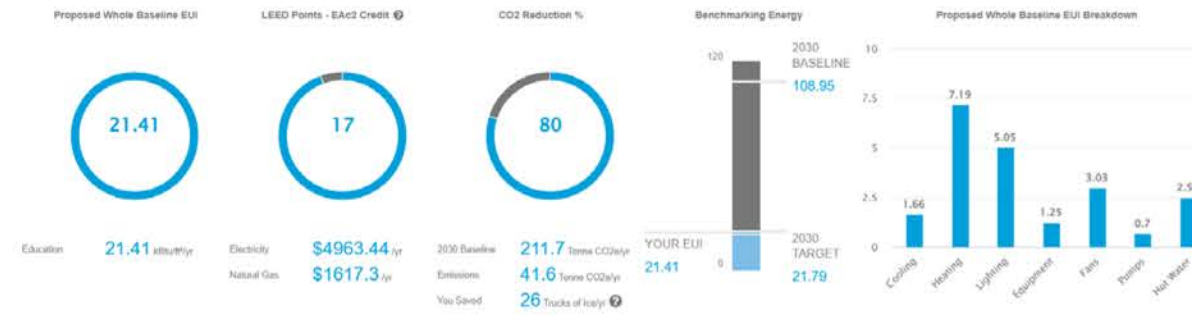 Proposed Whole Baseline EUI
21.41
Education 21.41 kBtu/ft²/yr
LEED Points - EAc2 Credit ?
17
Electricity $4963.44 /yr
Natural Gas $1617.3 /yr
CO2 Reduction %
80
2030 Baseline 211.7 Tonne CO2e/yr
Emissions 41.6 Tonne CO2e/yr
You Saved 26 Trucks of Ice/yr ?
Benchmarking Energy
120
2030
BASELINE
108.95
YOUR EUI
21.41
0
2030
TARGET
21.79
Proposed Whole Baseline EUI Breakdown
10
7.5
5
2.5
0
1.66
7.19
5.05
1.25
3.03
0.7
Cooling
Heating
Lighting
Equipment
Fans
Pumps
Hot Water